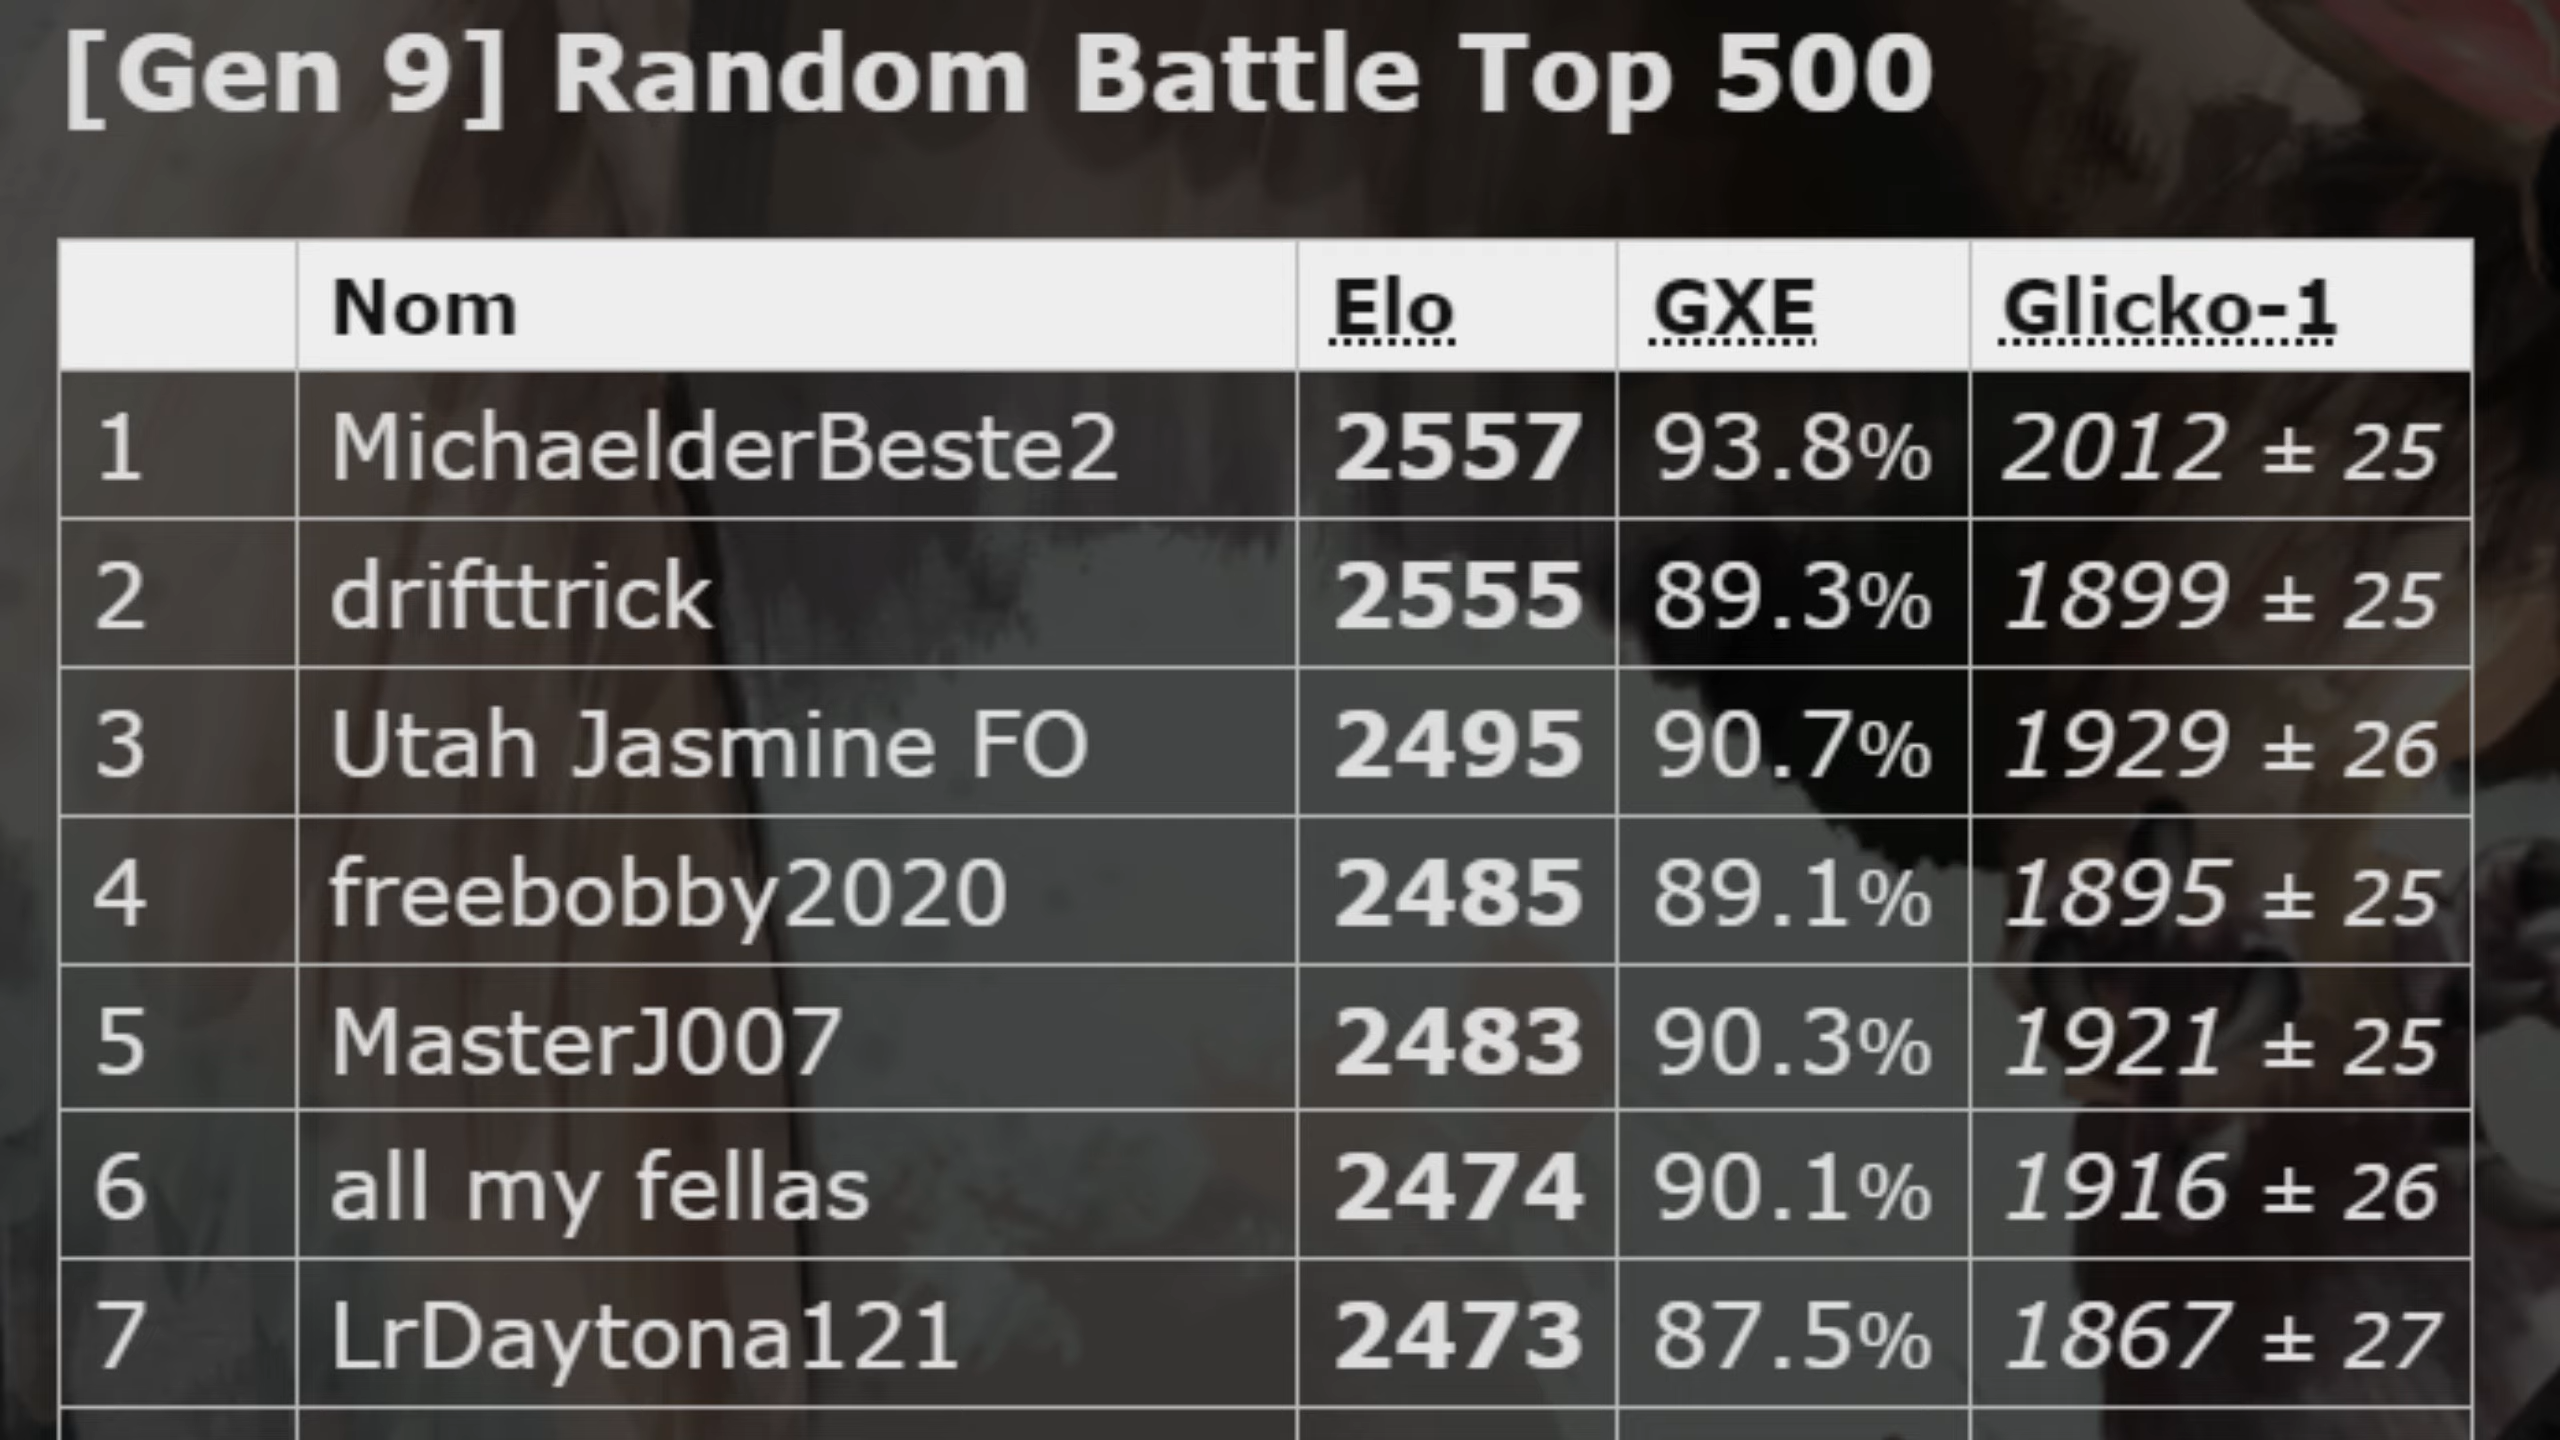 [Gen 9] Random Battle Top 500
Nom Elo GXE Glicko-1
1 MichaelderBeste2 2557 93.8% 2012 ± 25
2 drifttrick 2555 89.3% 1899 ± 25
3 Utah Jasmine FO 2495 90.7% 1929 ± 26
4 freebobby2020 2485 89.1% 1895 ± 25
5 MasterJ007 2483 90.3% 1921 ± 25
6 all my fellas 2474 90.1% 1916 ± 26
7 LrDaytona121 2473 87.5% 1867 ± 27